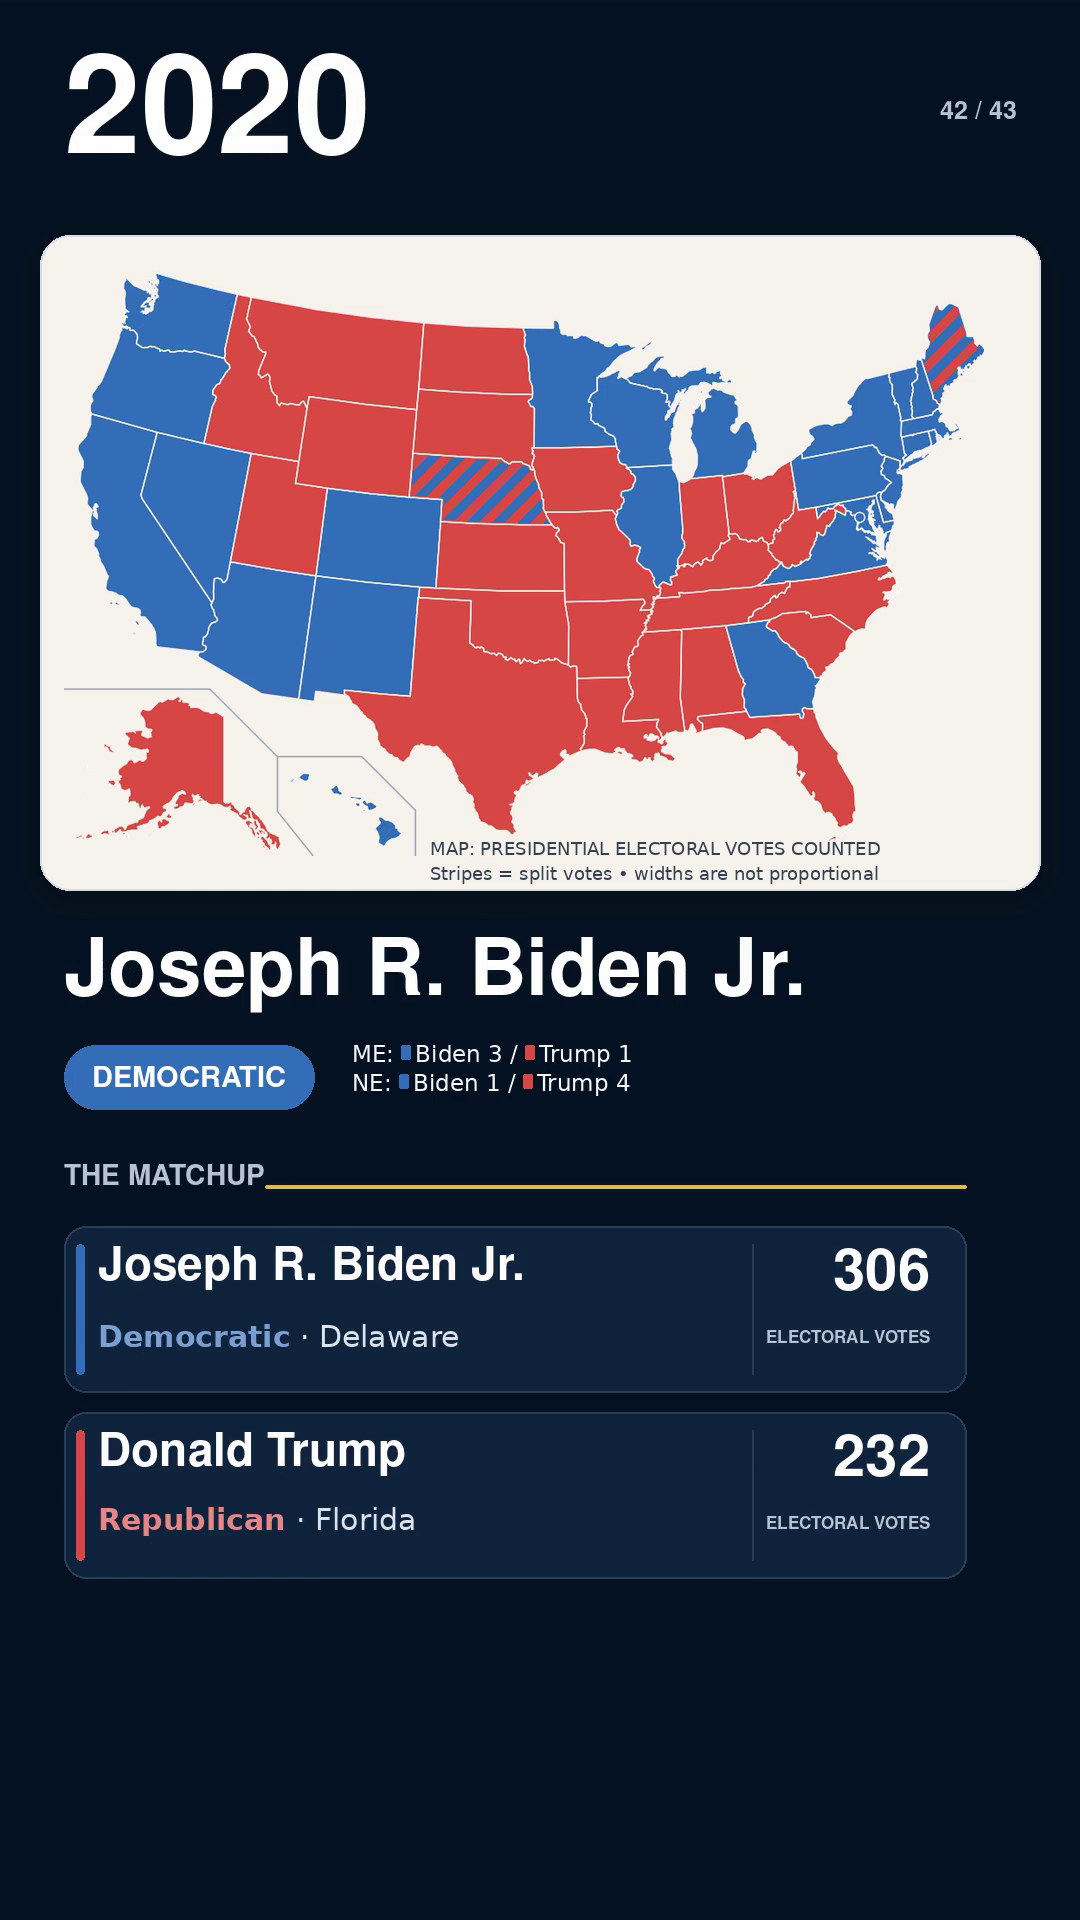 2020
42 / 43
MAP: PRESIDENTIAL ELECTORAL VOTES COUNTED
Stripes = split votes • widths are not proportional
Joseph R. Biden Jr.
DEMOCRATIC
ME: Biden 3 / Trump 1
NE: Biden 1 / Trump 4
THE MATCHUP
Joseph R. Biden Jr.
306
Democratic · Delaware
ELECTORAL VOTES
Donald Trump
232
Republican · Florida
ELECTORAL VOTES